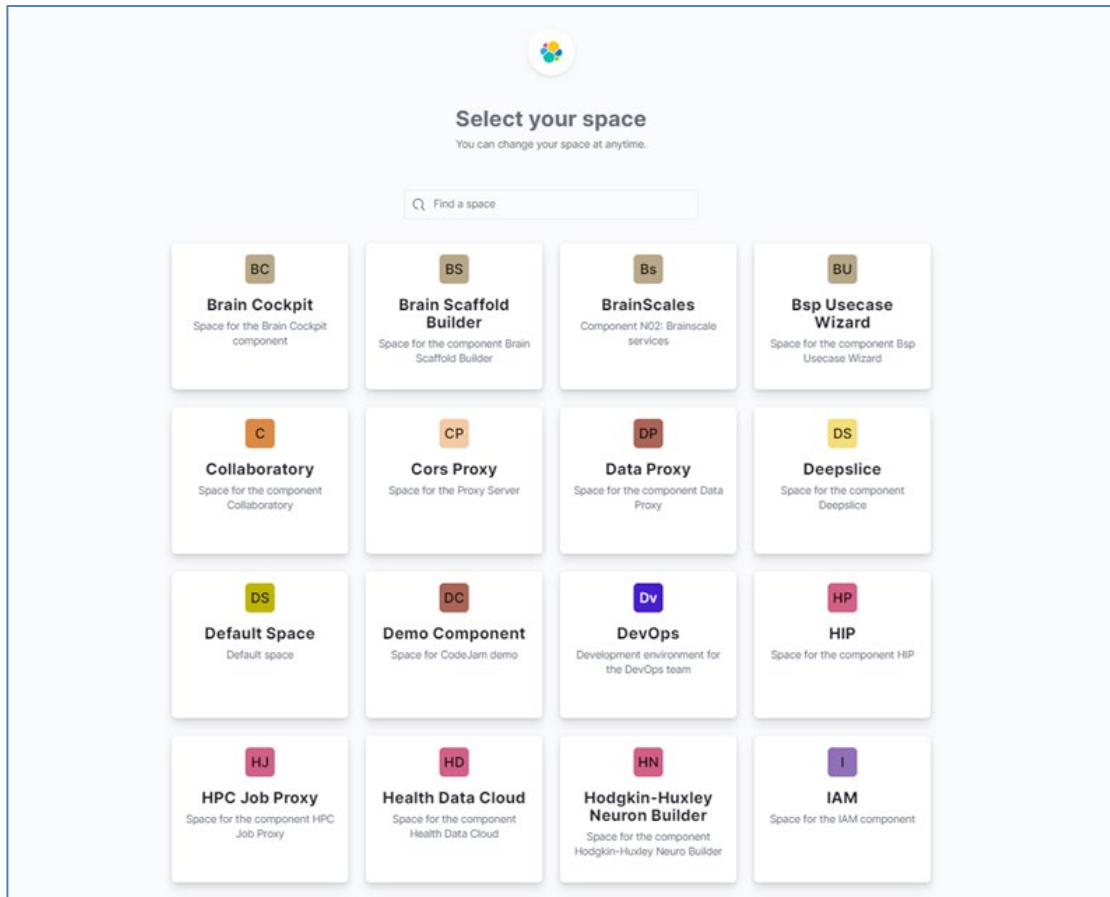 Select your space
You can change your space at anytime.
Find a space
BC
Brain Cockpit
Space for the Brain Cockpit
component
BS
Brain Scaffold
Builder
Space for the component Brain
Scaffold Builder
Bs
BrainScales
Component N02: Brainscale
services
BU
Bsp Usecase
Wizard
Space for the component Bsp
Usecase Wizard
C
Collaboratory
Space for the component
Collaboratory
CP
Cors Proxy
Space for the Proxy Server
DP
Data Proxy
Space for the component Data
Proxy
DS
Deepslice
Space for the component
Deepslice
DS
Default Space
Default space
DC
Demo Component
Space for CodeJam demo
Dv
DevOps
Development environment for
the DevOps team
HP
HIP
Space for the component HIP
HJ
HPC Job Proxy
Space for the component HPC
Job Proxy
HD
Health Data Cloud
Space for the component
Health Data Cloud
HN
Hodgkin-Huxley
Neuron Builder
Space for the component
Hodgkin-Huxley Neuro Builder
I
IAM
Space for the IAM component